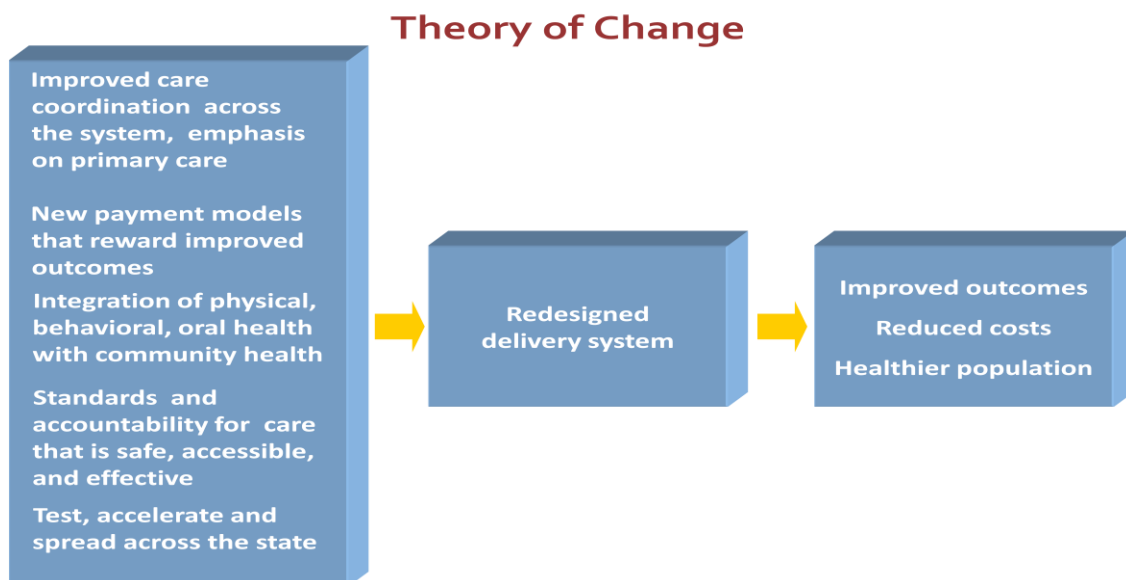 Theory of Change
Improved care
coordination across
the system, emphasis
on primary care
New payment models
that reward improved
outcomes
Integration of physical,
behavioral, oral health
with community health
Standards and
accountability for care
that is safe, accessible,
and effective
Test, accelerate and
spread across the state
Redesigned
delivery system
Improved outcomes
Reduced costs
Healthier population